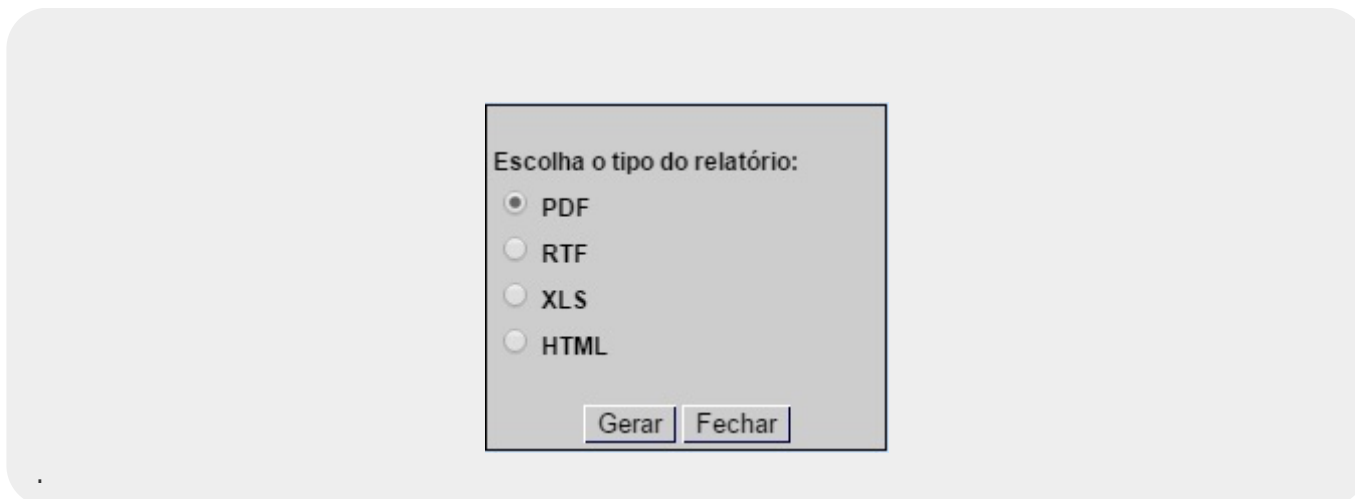 Escolha o tipo do relatório:
PDF
RTF
XLS
HTML
Gerar Fechar
.